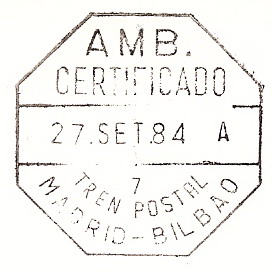 AMB.
CERTIFICADO
27.SET.84 A
7
TREN POSTAL
MADRID-BILBAO